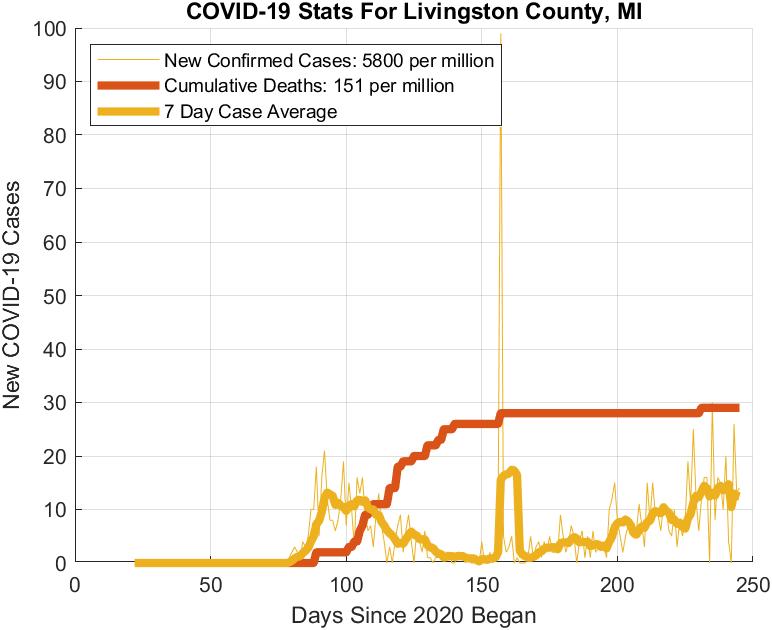 COVID-19 Stats For Livingston County, MI
100
90
80
70
60
50
40
30
20
10
0
New COVID-19 Cases
New Confirmed Cases: 5800 per million
Cumulative Deaths: 151 per million
7 Day Case Average
0 50 100 150 200 250
Days Since 2020 Began